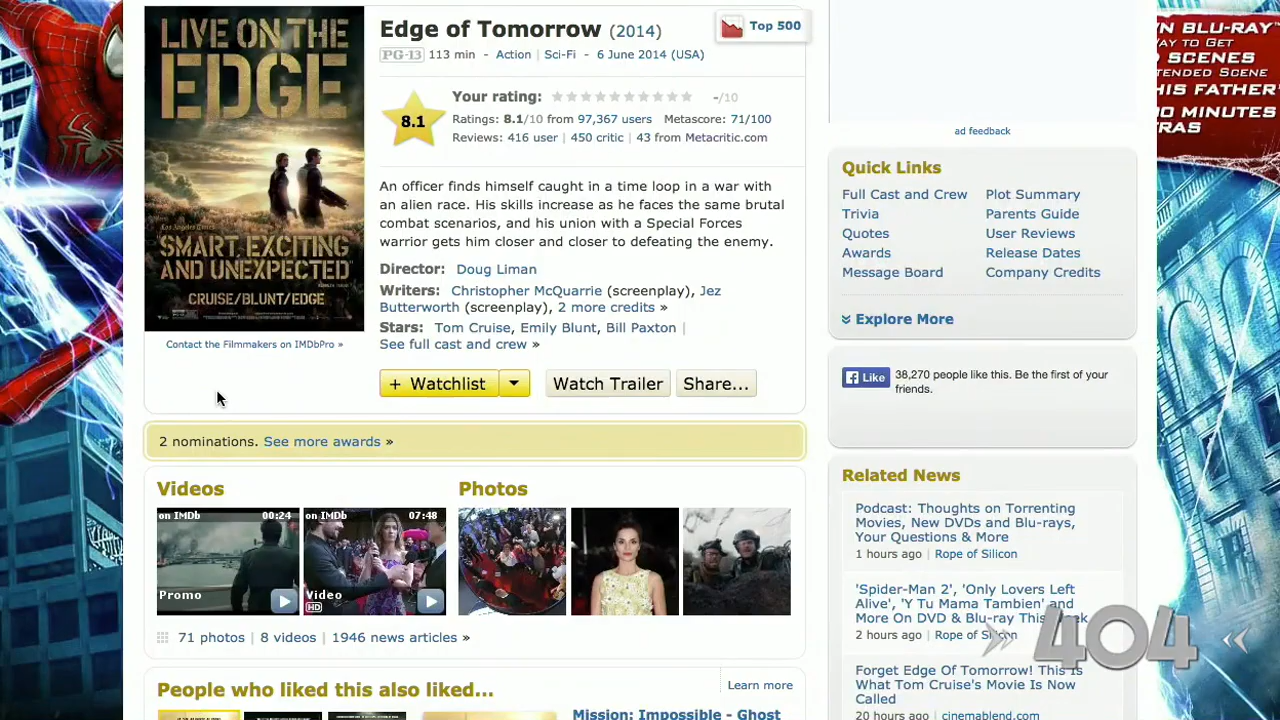 LIVE ON THE
EDGE
Los Angeles Times
"SMART, EXCITING
AND UNEXPECTED"
CRUISE/BLUNT/EDGE
Contact the Filmmakers on IMDbPro »
Edge of Tomorrow (2014)
Top 500
PG-13 113 min - Action | Sci-Fi - 6 June 2014 (USA)
8.1
Your rating: -/10
Ratings: 8.1/10 from 97,367 users Metascore: 71/100
Reviews: 416 user | 450 critic | 43 from Metacritic.com
An officer finds himself caught in a time loop in a war with
an alien race. His skills increase as he faces the same brutal
combat scenarios, and his union with a Special Forces
warrior gets him closer and closer to defeating the enemy.
Director: Doug Liman
Writers: Christopher McQuarrie (screenplay), Jez
Butterworth (screenplay), 2 more credits »
Stars: Tom Cruise, Emily Blunt, Bill Paxton |
See full cast and crew »
+ Watchlist
Watch Trailer
Share...
2 nominations. See more awards »
Videos
on IMDb 00:24
Promo
on IMDb 07:48
Video
HD
Photos
71 photos | 8 videos | 1946 news articles »
People who liked this also liked...
Learn more
Mission: Impossible - Ghost
ad feedback
Quick Links
Full Cast and Crew
Plot Summary
Trivia
Parents Guide
Quotes
User Reviews
Awards
Release Dates
Message Board
Company Credits
Explore More
Like
38,270 people like this. Be the first of your
friends.
Related News
Podcast: Thoughts on Torrenting
Movies, New DVDs and Blu-rays,
Your Questions & More
1 hours ago | Rope of Silicon
'Spider-Man 2', 'Only Lovers Left
Alive', 'Y Tu Mama Tambien' and
More On DVD & Blu-ray This Week
2 hours ago | Rope of Silicon
Forget Edge Of Tomorrow! This Is
What Tom Cruise's Movie Is Now
Called
20 hours ago | cinemablend.com
404
N BLU-RAY™
WAY TO GET
SCENES
TENDED SCENE
HIS FATHER"
MINUTES
TRAS